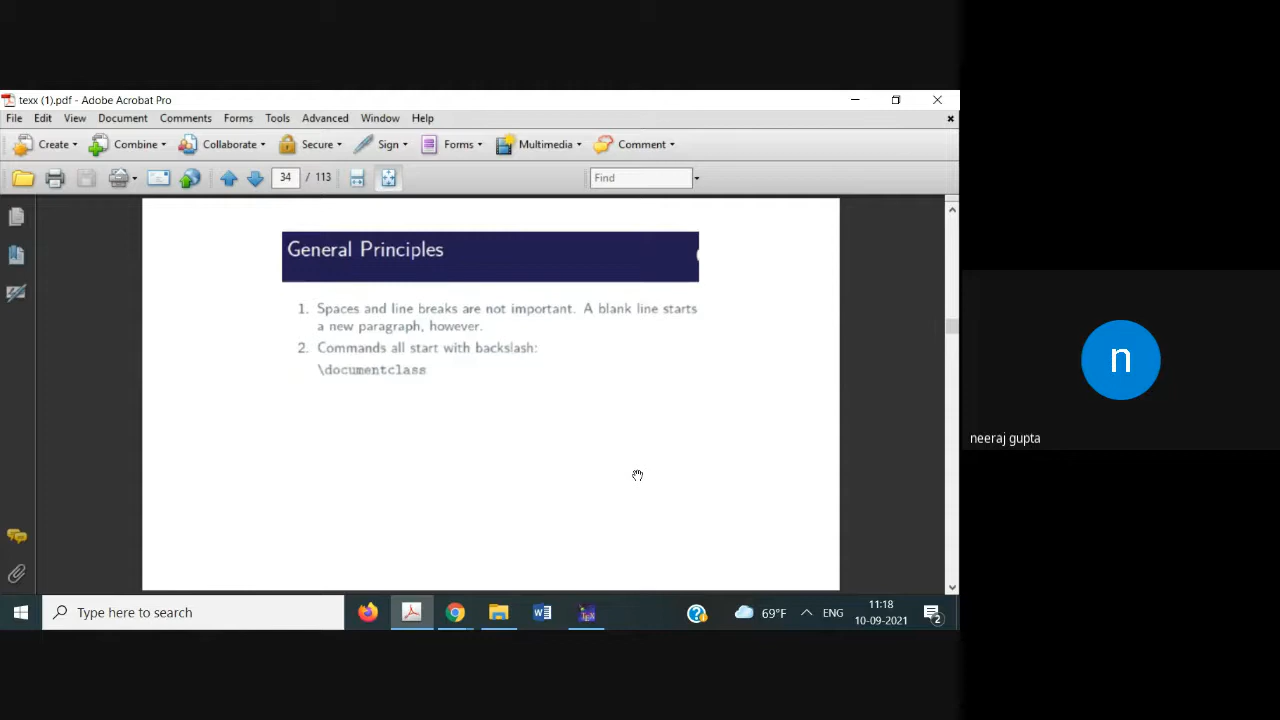 texx (1).pdf - Adobe Acrobat Pro
File Edit View Document Comments Forms Tools Advanced Window Help
Create Combine Collaborate Secure Sign Forms Multimedia Comment
34 / 113 Find
General Principles
1. Spaces and line breaks are not important. A blank line starts
a new paragraph, however.
2. Commands all start with backslash:
\documentclass
n
neeraj gupta
Type here to search
69°F ENG
11:18
10-09-2021
2